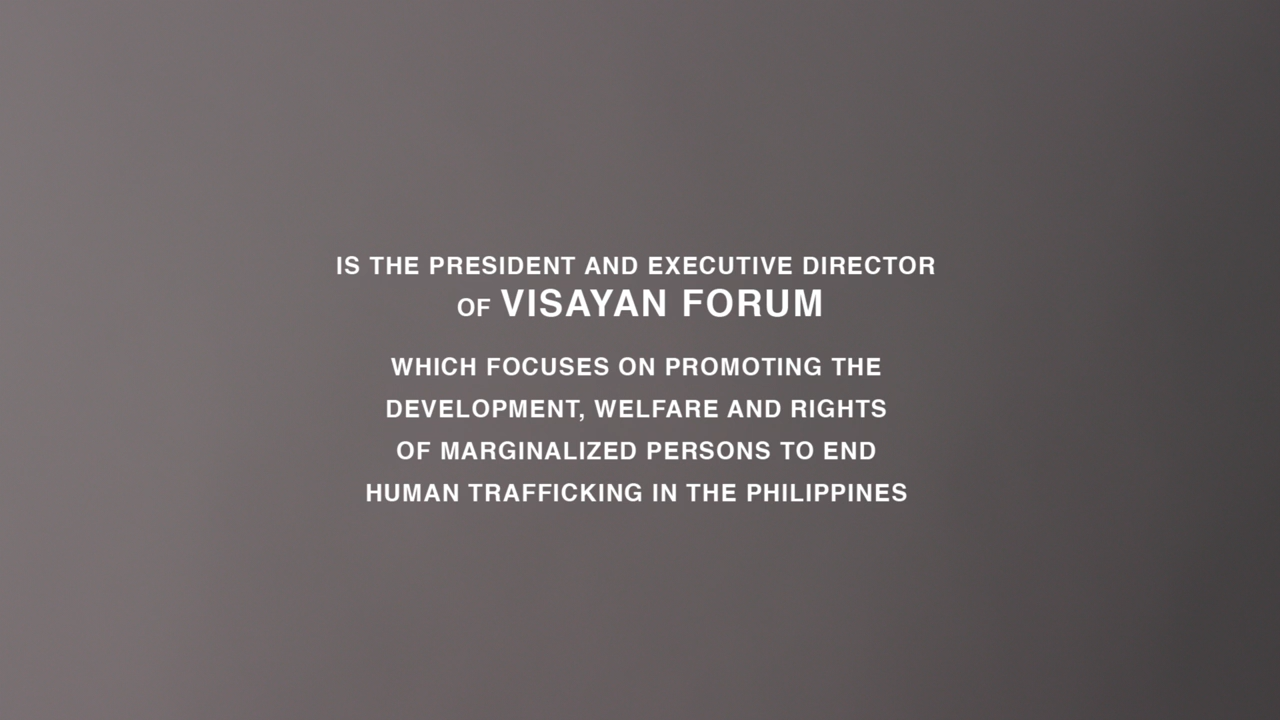 IS THE PRESIDENT AND EXECUTIVE DIRECTOR
OF VISAYAN FORUM
WHICH FOCUSES ON PROMOTING THE
DEVELOPMENT, WELFARE AND RIGHTS
OF MARGINALIZED PERSONS TO END
HUMAN TRAFFICKING IN THE PHILIPPINES